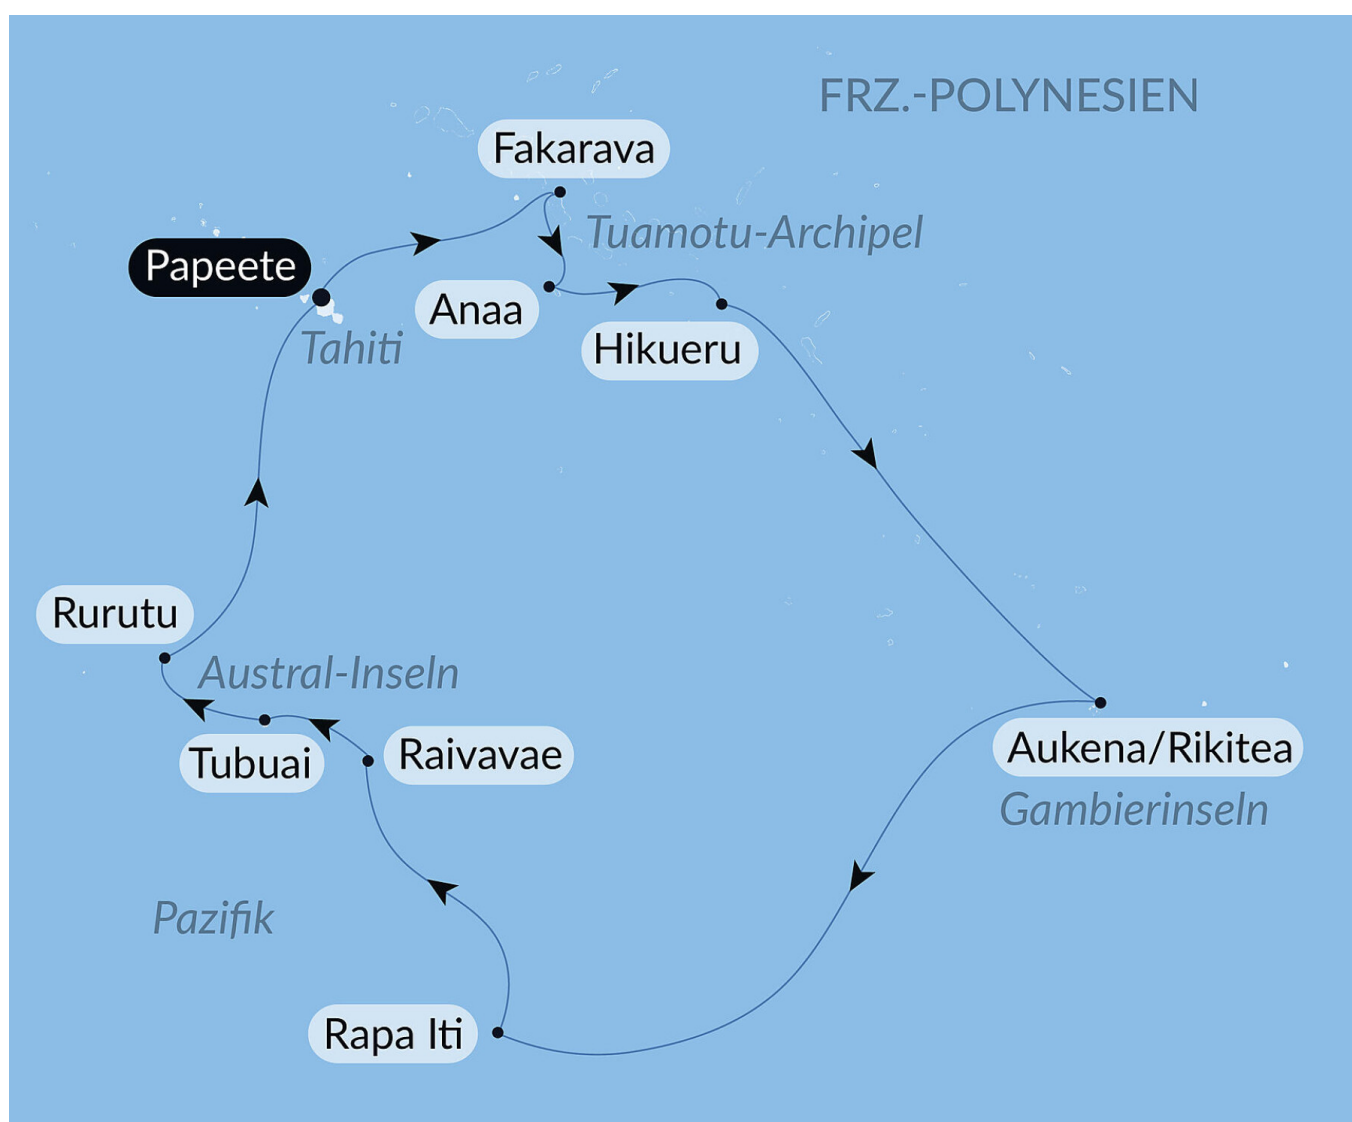 FRZ.-POLYNESIEN
Fakarava
Tuamotu-Archipel
Papeete
Anaa
Hikueru
Tahiti
Rurutu
Austral-Inseln
Tubuai
Raivavae
Aukena/Rikitea
Gambierinseln
Pazifik
Rapa Iti